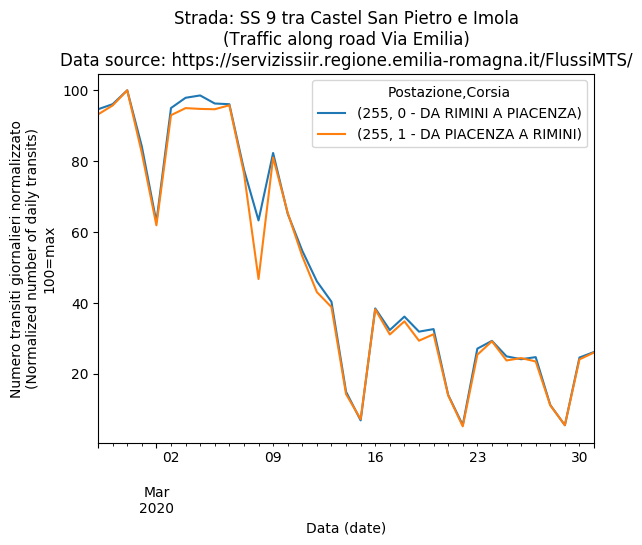 Strada: SS 9 tra Castel San Pietro e Imola
(Traffic along road Via Emilia)
Data source: https://servizissiir.regione.emilia-romagna.it/FlussiMTS/
Postazione,Corsia
(255, 0 - DA RIMINI A PIACENZA)
(255, 1 - DA PIACENZA A RIMINI)
Numero transiti giornalieri normalizzato
(Normalized number of daily transits)
100=max
100
80
60
40
20
02
09
16
23
30
Mar
2020
Data (date)